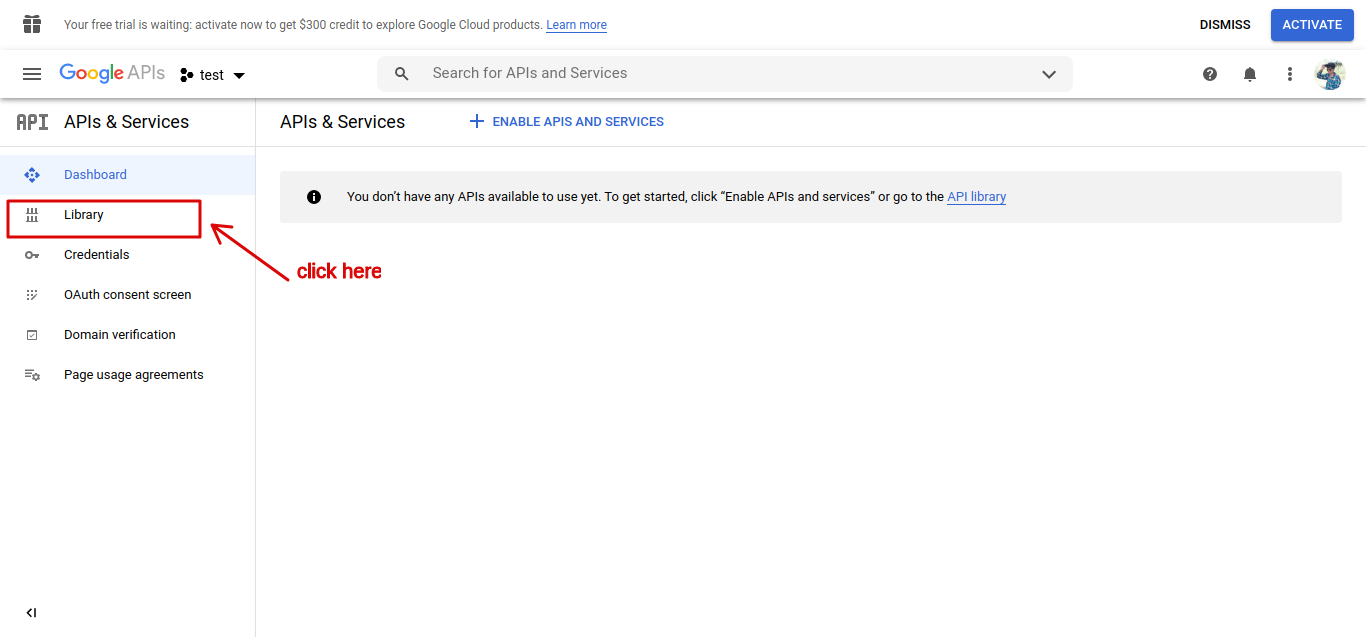 Your free trial is waiting: activate now to get $300 credit to explore Google Cloud products. Learn more
DISMISS
ACTIVATE
Google APIs
test
Search for APIs and Services
API
APIs & Services
APIs & Services
ENABLE APIS AND SERVICES
Dashboard
You don’t have any APIs available to use yet. To get started, click “Enable APIs and services” or go to the API library
Library
Credentials
click here
OAuth consent screen
Domain verification
Page usage agreements